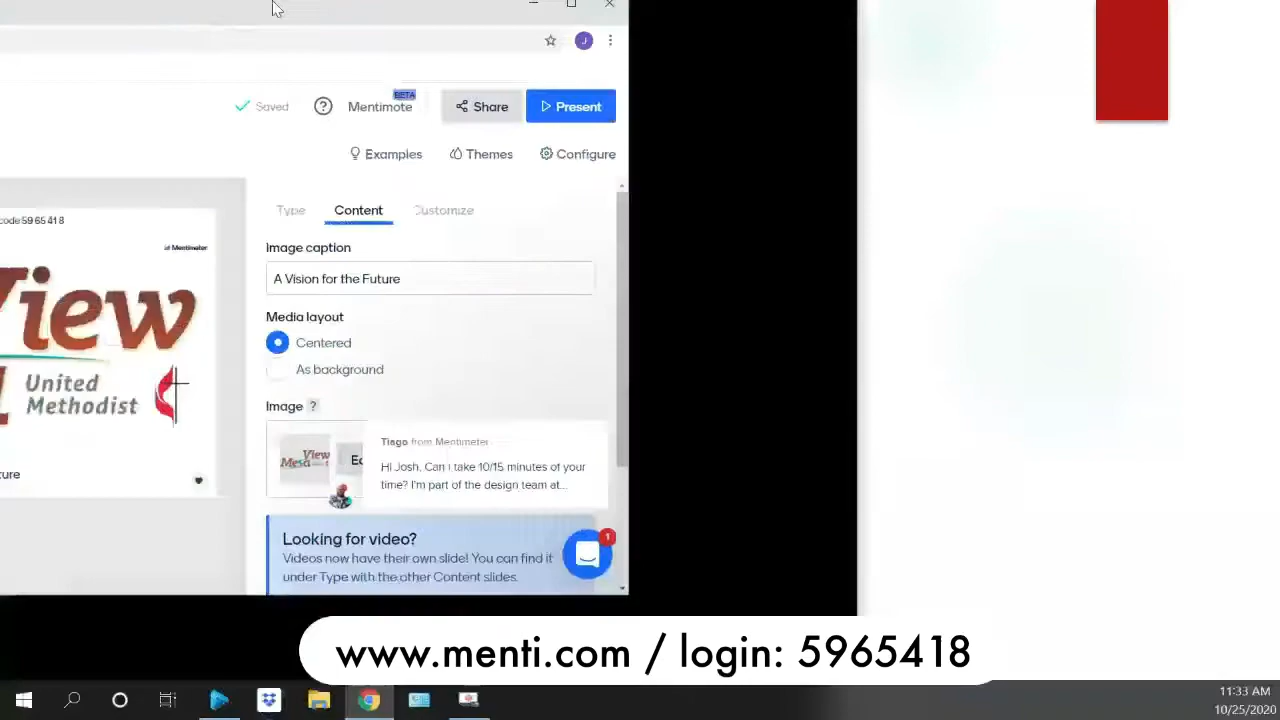 J
Saved
Mentimote
BETA
Share
Present
Examples
Themes
Configure
code 59 65 41 8
Mentimeter
View
United
Methodist
ture
Type
Content
Customize
Image caption
A Vision for the Future
Media layout
Centered
As background
Image ?
View
Mesa
Ec
Tiago from Mentimeter
Hi Josh, Can I take 10/15 minutes of your
time? I'm part of the design team at...
Looking for video?
Videos now have their own slide! You can find it
under Type with the other Content slides.
1
www.menti.com / login: 5965418
11:33 AM
10/25/2020